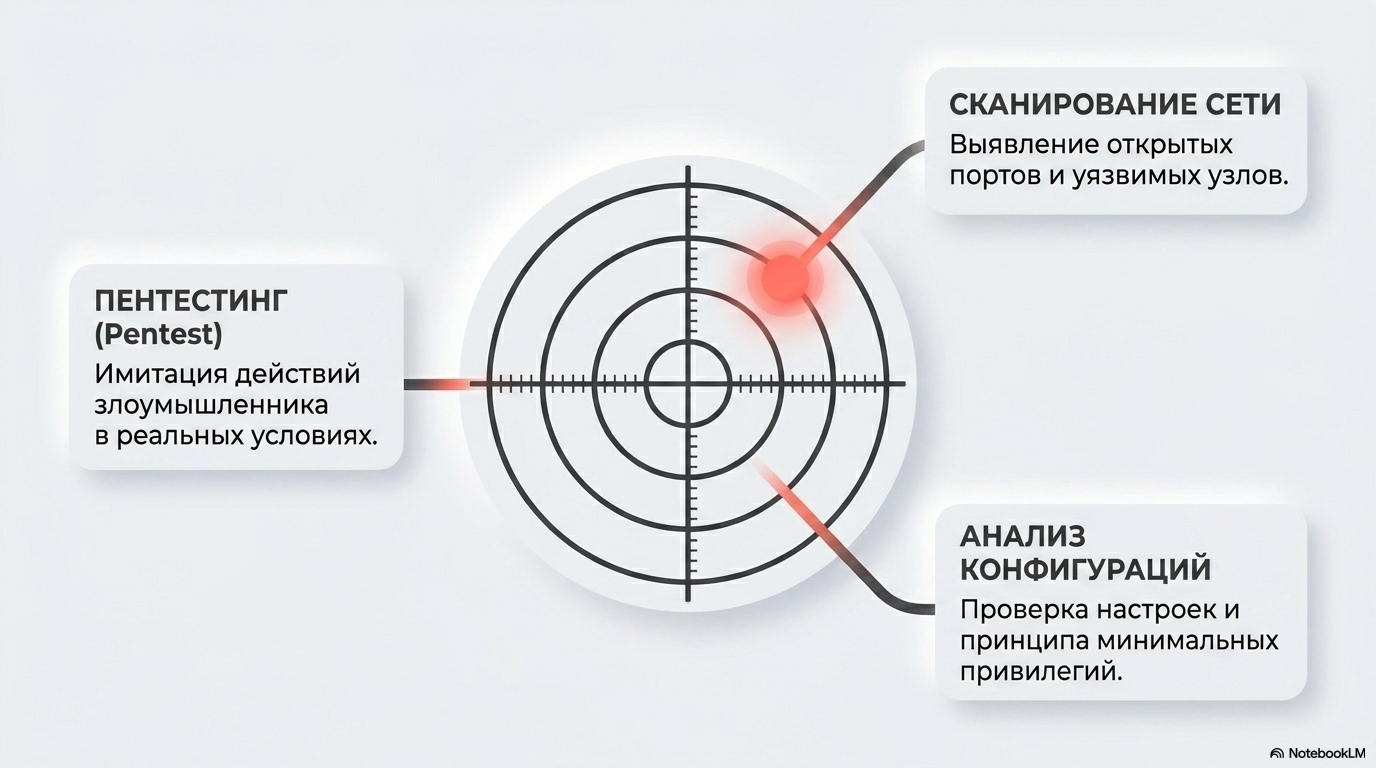 СКАНИРОВАНИЕ СЕТИ
Выявление открытых
портов и уязвимых узлов.
ПЕНТЕСТИНГ
(Pentest)
Имитация действий
злоумышленника
в реальных условиях.
АНАЛИЗ
КОНФИГУРАЦИЙ
Проверка настроек и
принципа минимальных
привилегий.
NotebookLM